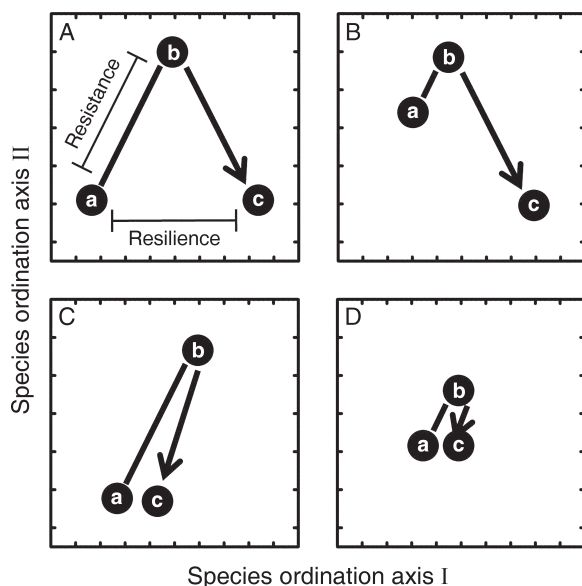 A
b
Resistance
a
c
Resilience
B
b
a
c
C
b
a
c
D
b
a
c
Species ordination axis II
Species ordination axis I